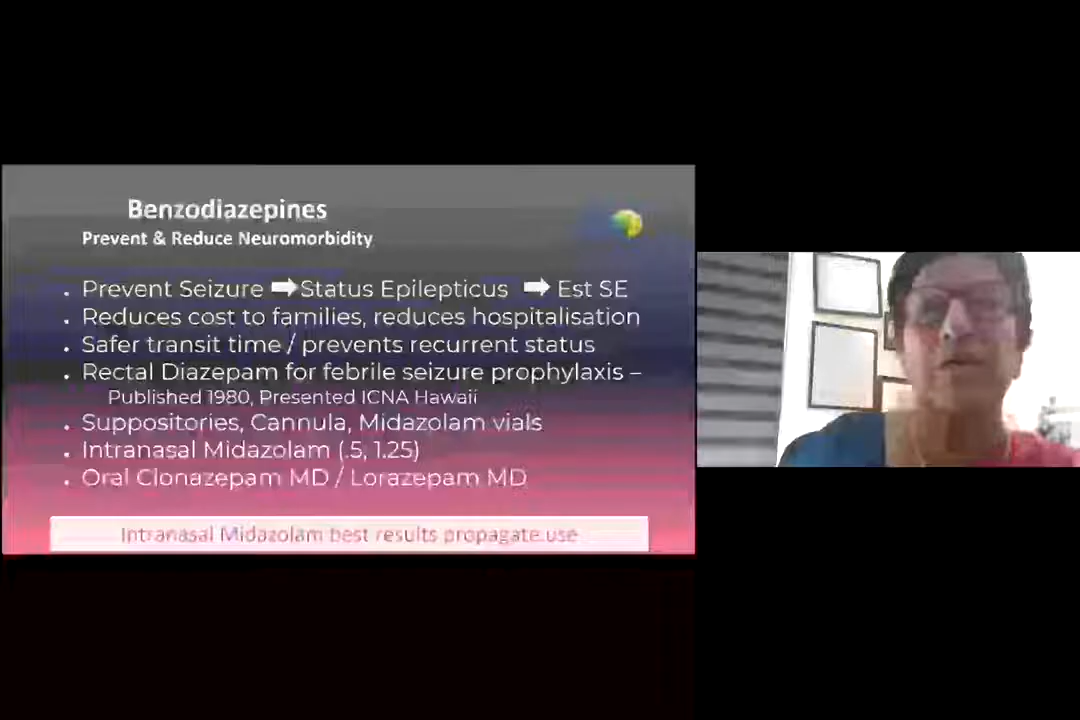 Benzodiazepines
Prevent & Reduce Neuromorbidity
• Prevent Seizure ➡Status Epilepticus ➡ Est SE
• Reduces cost to families, reduces hospitalisation
• Safer transit time / prevents recurrent status
• Rectal Diazepam for febrile seizure prophylaxis –
Published 1980, Presented ICNA Hawaii
• Suppositories, Cannula, Midazolam vials
• Intranasal Midazolam (.5, 1.25)
• Oral Clonazepam MD / Lorazepam MD
Intranasal Midazolam best results propagate use